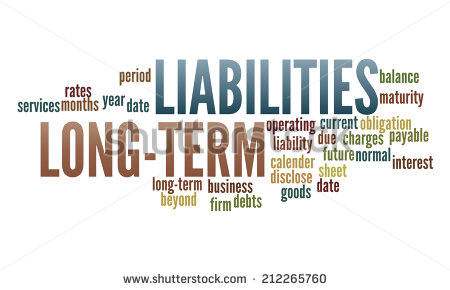 period
LIABILITIES
balance
rates
maturity
services months year date
operating current obligation
LONG-TERM
liability due charges payable
calender future normal interest
disclose sheet
long-term business goods date
beyond firm debts
shutterstock
www.shutterstock.com · 212265760